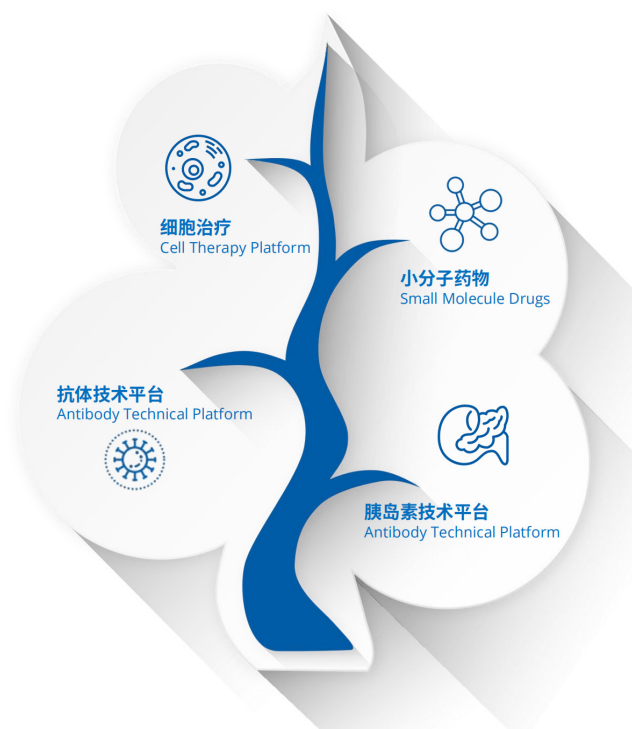 细胞治疗
Cell Therapy Platform
小分子药物
Small Molecule Drugs
抗体技术平台
Antibody Technical Platform
胰岛素技术平台
Antibody Technical Platform